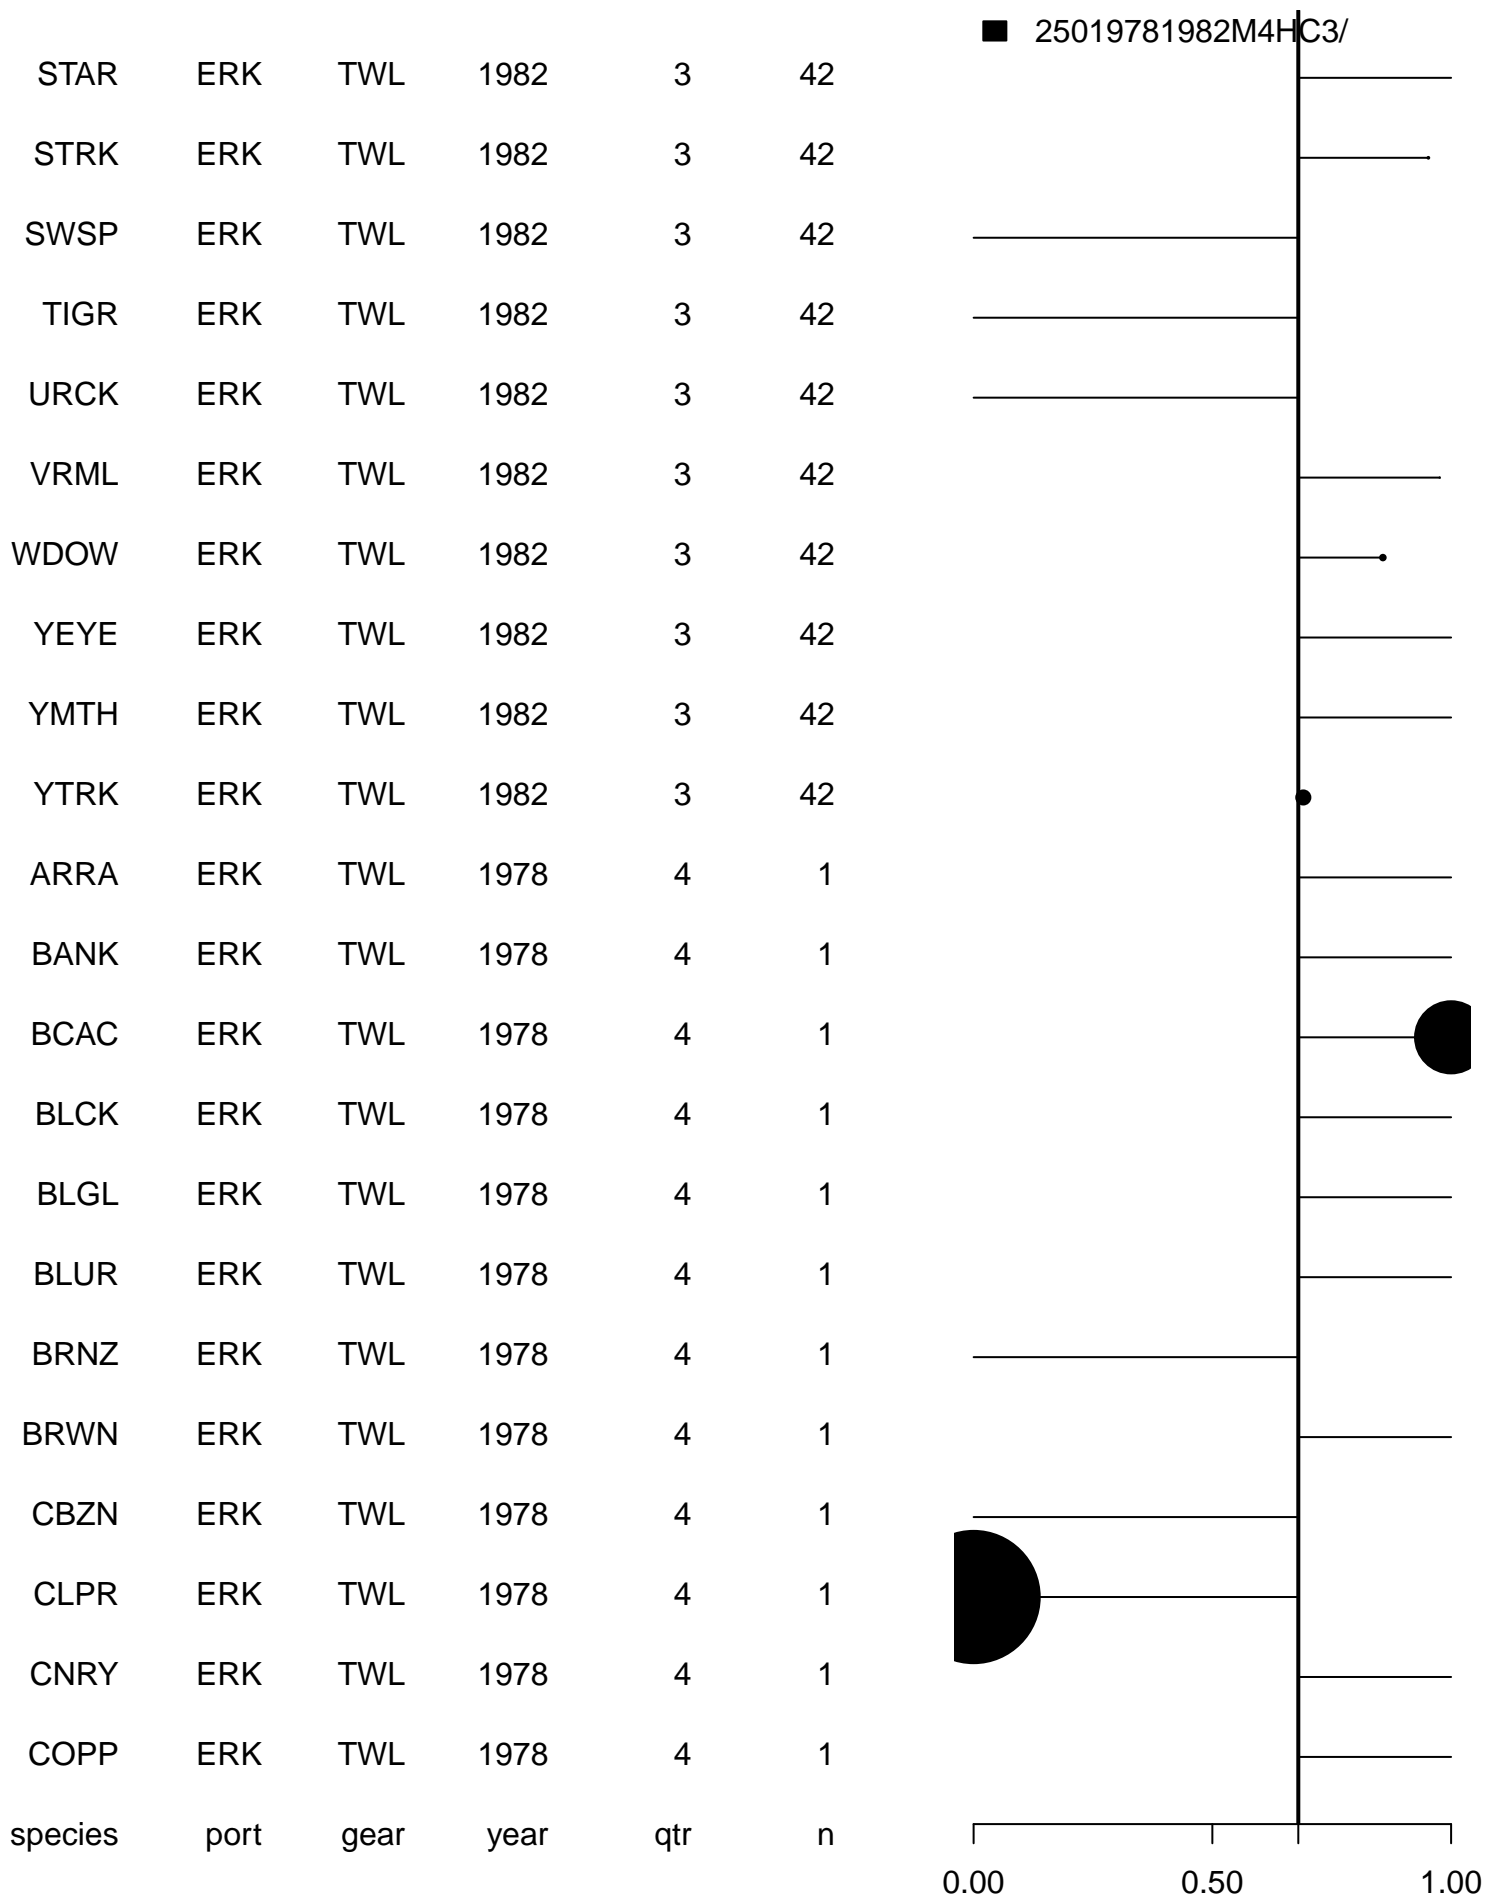 25019781982M4HC3/
STAR ERK TWL 1982 3 42
STRK ERK TWL 1982 3 42
SWSP ERK TWL 1982 3 42
TIGR ERK TWL 1982 3 42
URCK ERK TWL 1982 3 42
VRML ERK TWL 1982 3 42
WDOW ERK TWL 1982 3 42
YEYE ERK TWL 1982 3 42
YMTH ERK TWL 1982 3 42
YTRK ERK TWL 1982 3 42
ARRA ERK TWL 1978 4 1
BANK ERK TWL 1978 4 1
BCAC ERK TWL 1978 4 1
BLCK ERK TWL 1978 4 1
BLGL ERK TWL 1978 4 1
BLUR ERK TWL 1978 4 1
BRNZ ERK TWL 1978 4 1
BRWN ERK TWL 1978 4 1
CBZN ERK TWL 1978 4 1
CLPR ERK TWL 1978 4 1
CNRY ERK TWL 1978 4 1
COPP ERK TWL 1978 4 1
species port gear year qtr n
0.00 0.50 1.00